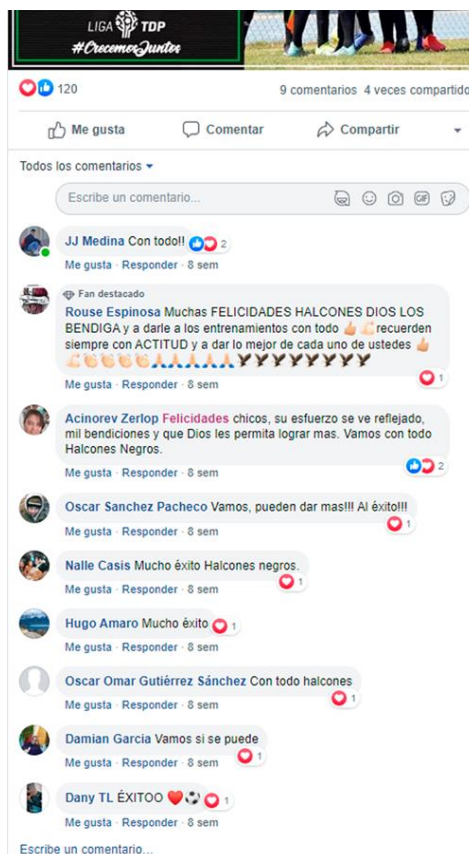 LIGA TDP
#CrecemosJuntos
120 9 comentarios 4 veces compartido
Me gusta Comentar Compartir
Todos los comentarios
Escribe un comentario...
GIF
JJ Medina Con todo!! 2
Me gusta · Responder · 8 sem
Fan destacado
Rouse Espinosa Muchas FELICIDADES HALCONES DIOS LOS
BENDIGA y a darle a los entrenamientos con todo 👍🏻💪🏻recuerden
siempre con ACTITUD y a dar lo mejor de cada uno de ustedes 👍🏻
💪🏻👏🏻👏🏻👏🏻👏🏻🙏🏻🙏🏻🙏🏻🙏🏻🙏🏻🦅🦅🦅🦅🦅🦅🦅🦅
1
Me gusta · Responder · 8 sem
Acinorev Zerlop Felicidades chicos, su esfuerzo se ve reflejado,
mil bendiciones y que Dios les permita lograr mas. Vamos con todo
Halcones Negros.
2
Me gusta · Responder · 8 sem
Oscar Sanchez Pacheco Vamos, pueden dar mas!!! Al éxito!!!
1
Me gusta · Responder · 8 sem
Nalle Casis Mucho éxito Halcones negros.
1
Me gusta · Responder · 8 sem
Hugo Amaro Mucho éxito 1
Me gusta · Responder · 8 sem
Oscar Omar Gutiérrez Sánchez Con todo halcones
1
Me gusta · Responder · 8 sem
Damian Garcia Vamos si se puede
1
Me gusta · Responder · 8 sem
Dany TL ÉXITOO ❤️⚽ 1
Me gusta · Responder · 8 sem
Escribe un comentario...